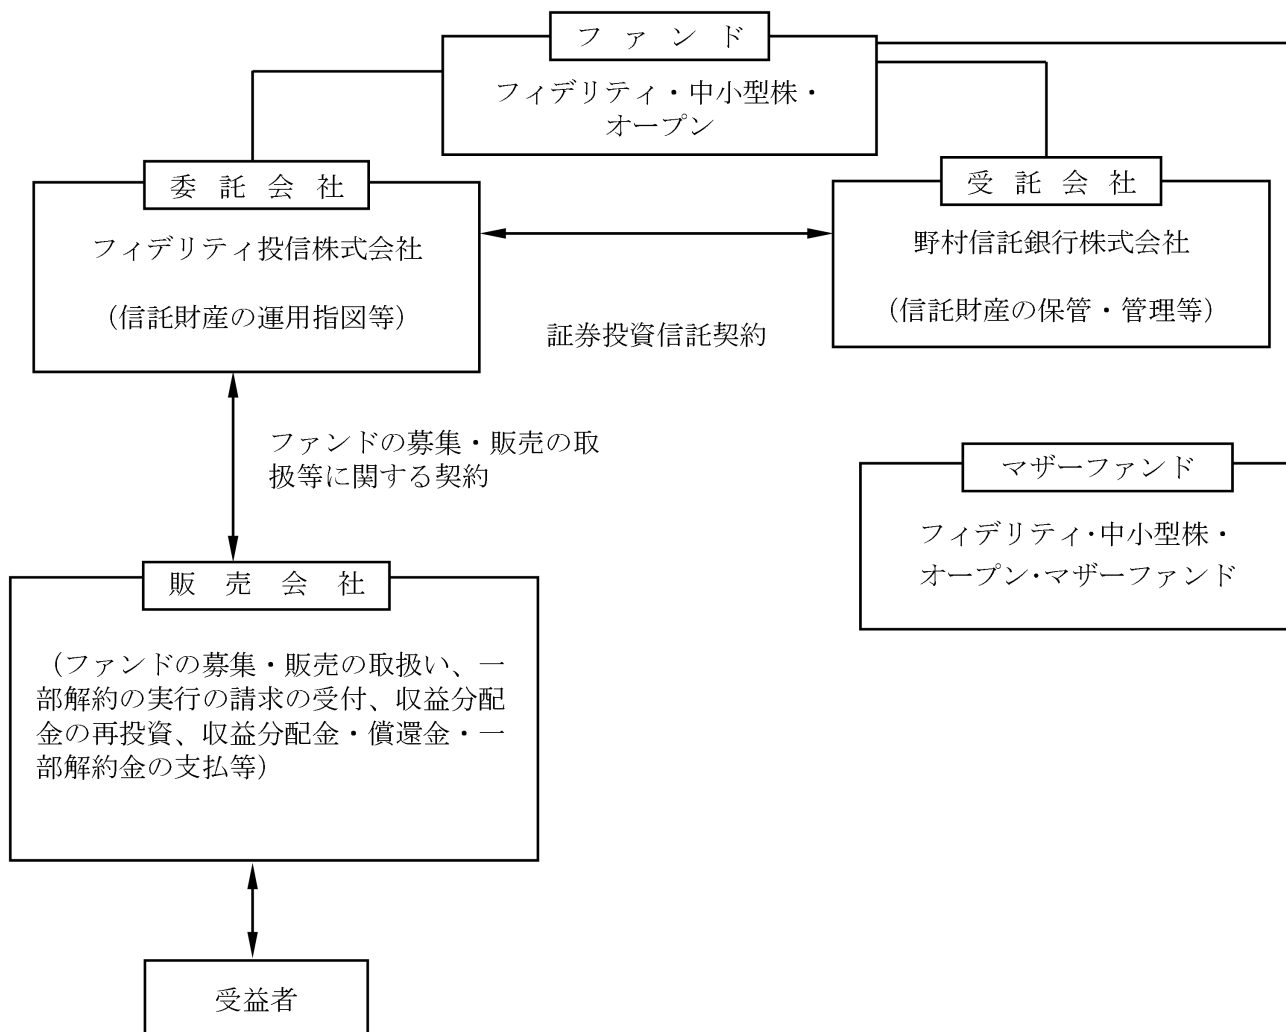 ファンド
フィデリティ・中小型株・
オープン
委託会社
フィデリティ投信株式会社
（信託財産の運用指図等）
受託会社
野村信託銀行株式会社
（信託財産の保管・管理等）
証券投資信託契約
ファンドの募集・販売の取
扱等に関する契約
マザーファンド
フィデリティ・中小型株・
オープン・マザーファンド
販売会社
（ファンドの募集・販売の取扱い、一
部解約の実行の請求の受付、収益分配
金の再投資、収益分配金・償還金・一
部解約金の支払等）
受益者